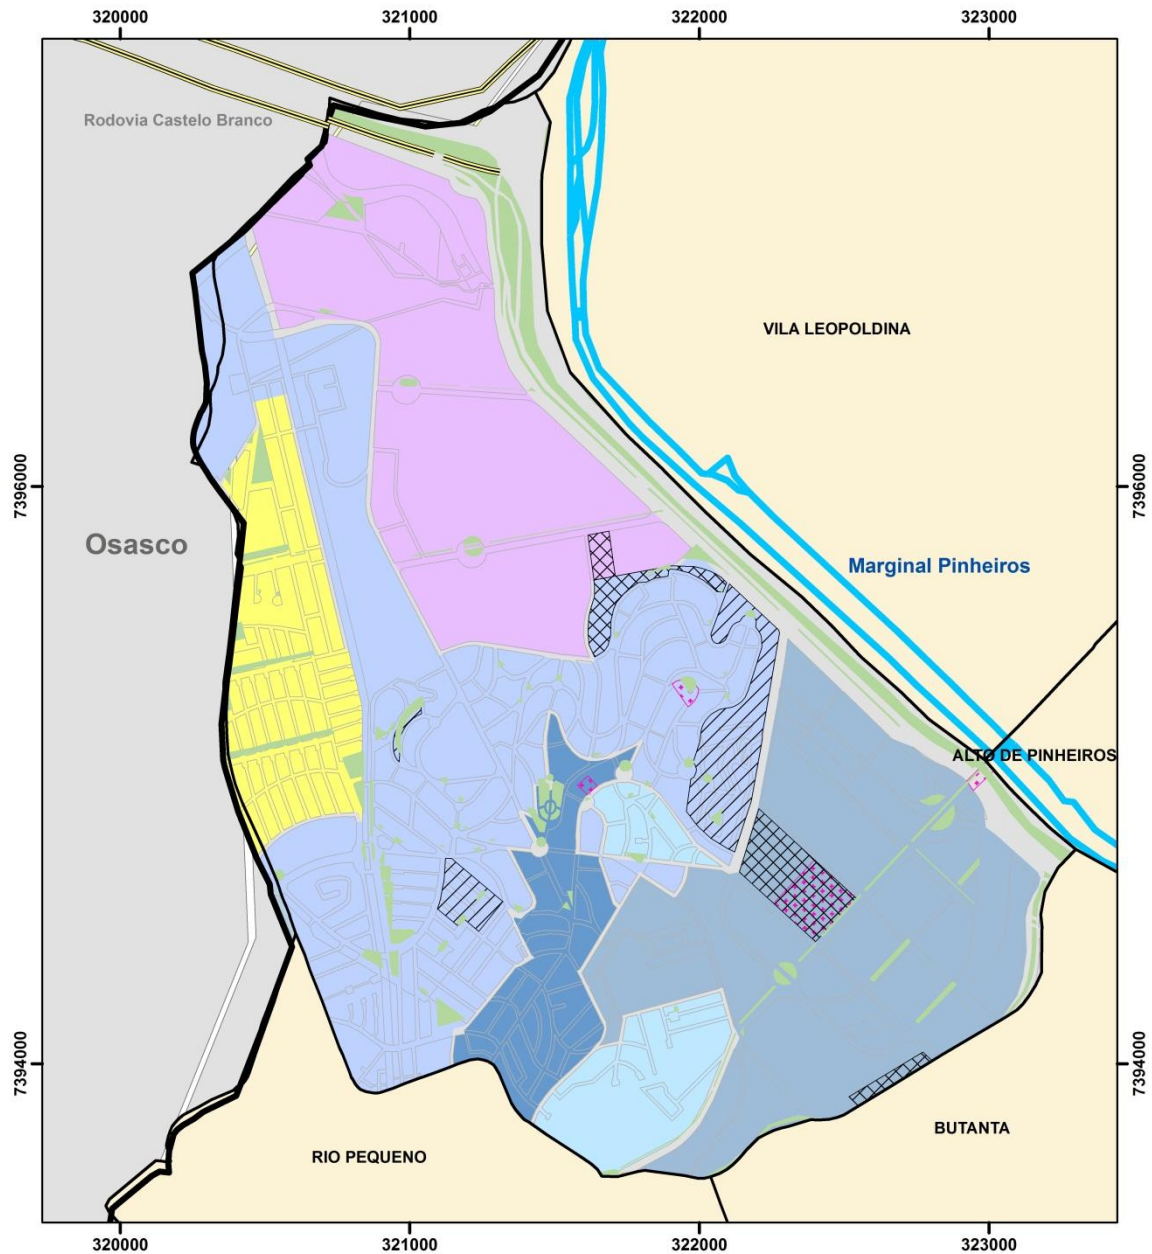 320000
321000
322000
323000
Rodovia Castelo Branco
VILA LEOPOLDINA
7396000
7396000
Osasco
Marginal Pinheiros
ALTO DE PINHEIROS
7394000
7394000
BUTANTA
RIO PEQUENO
320000
321000
322000
323000